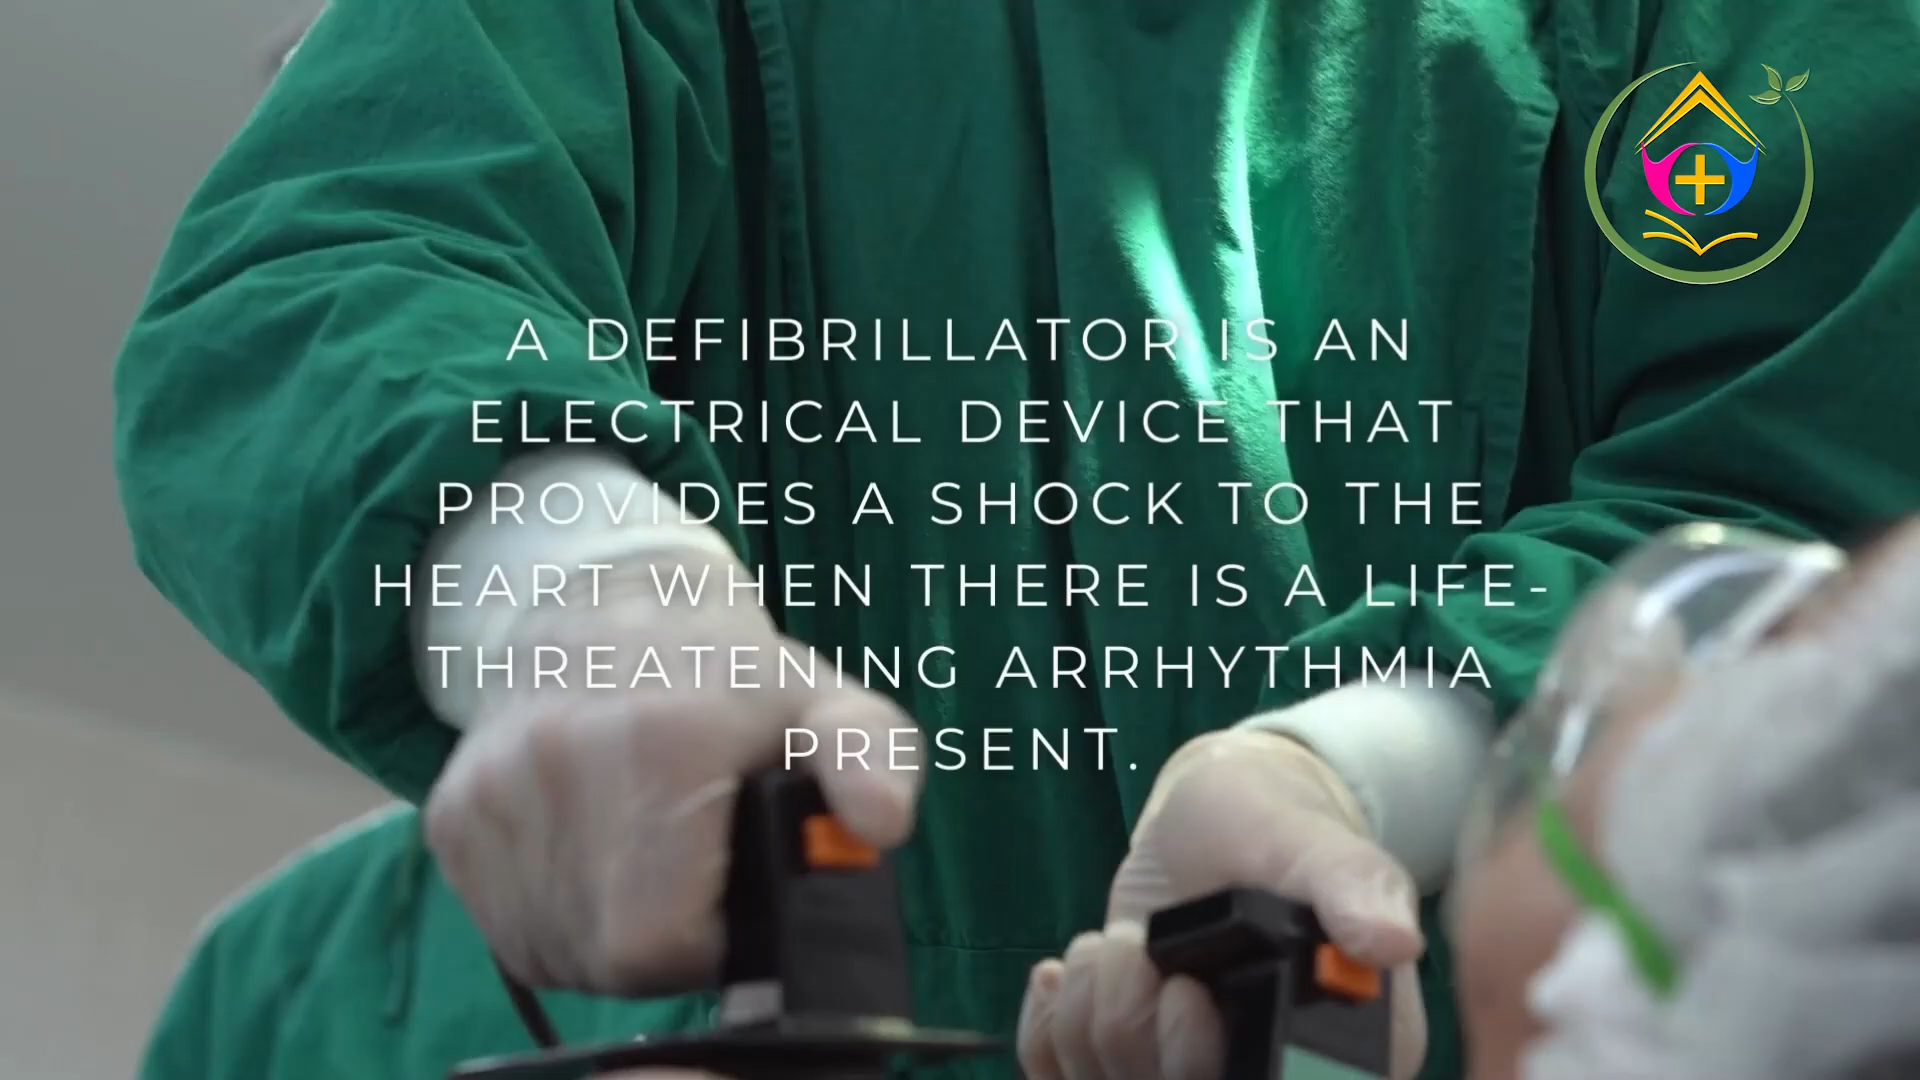 A DEFIBRILLATOR IS AN
ELECTRICAL DEVICE THAT
PROVIDES A SHOCK TO THE
HEART WHEN THERE IS A LIFE-
THREATENING ARRHYTHMIA
PRESENT.